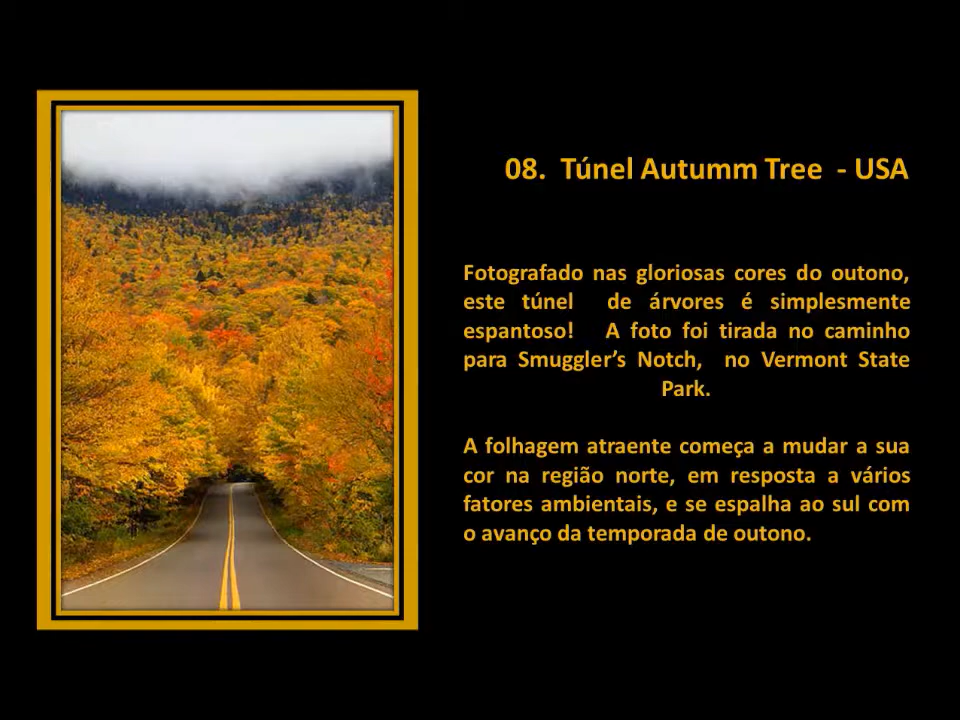 08. Túnel Autumm Tree - USA
Fotografado nas gloriosas cores do outono,
este túnel de árvores é simplesmente
espantoso! A foto foi tirada no caminho
para Smuggler’s Notch, no Vermont State
Park.
A folhagem atraente começa a mudar a sua
cor na região norte, em resposta a vários
fatores ambientais, e se espalha ao sul com
o avanço da temporada de outono.